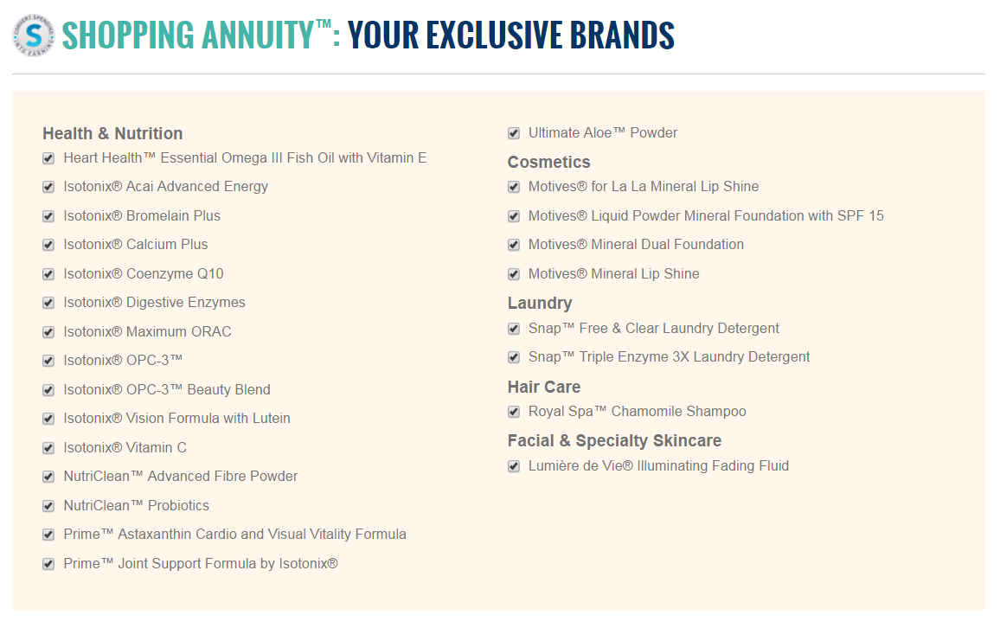 CONVERT SPENDING
S
INTO EARNING
SHOPPING ANNUITY™: YOUR EXCLUSIVE BRANDS
Health & Nutrition
Heart Health™ Essential Omega III Fish Oil with Vitamin E
Isotonix® Acai Advanced Energy
Isotonix® Bromelain Plus
Isotonix® Calcium Plus
Isotonix® Coenzyme Q10
Isotonix® Digestive Enzymes
Isotonix® Maximum ORAC
Isotonix® OPC-3™
Isotonix® OPC-3™ Beauty Blend
Isotonix® Vision Formula with Lutein
Isotonix® Vitamin C
NutriClean™ Advanced Fibre Powder
NutriClean™ Probiotics
Prime™ Astaxanthin Cardio and Visual Vitality Formula
Prime™ Joint Support Formula by Isotonix®
Ultimate Aloe™ Powder
Cosmetics
Motives® for La La Mineral Lip Shine
Motives® Liquid Powder Mineral Foundation with SPF 15
Motives® Mineral Dual Foundation
Motives® Mineral Lip Shine
Laundry
Snap™ Free & Clear Laundry Detergent
Snap™ Triple Enzyme 3X Laundry Detergent
Hair Care
Royal Spa™ Chamomile Shampoo
Facial & Specialty Skincare
Lumière de Vie® Illuminating Fading Fluid